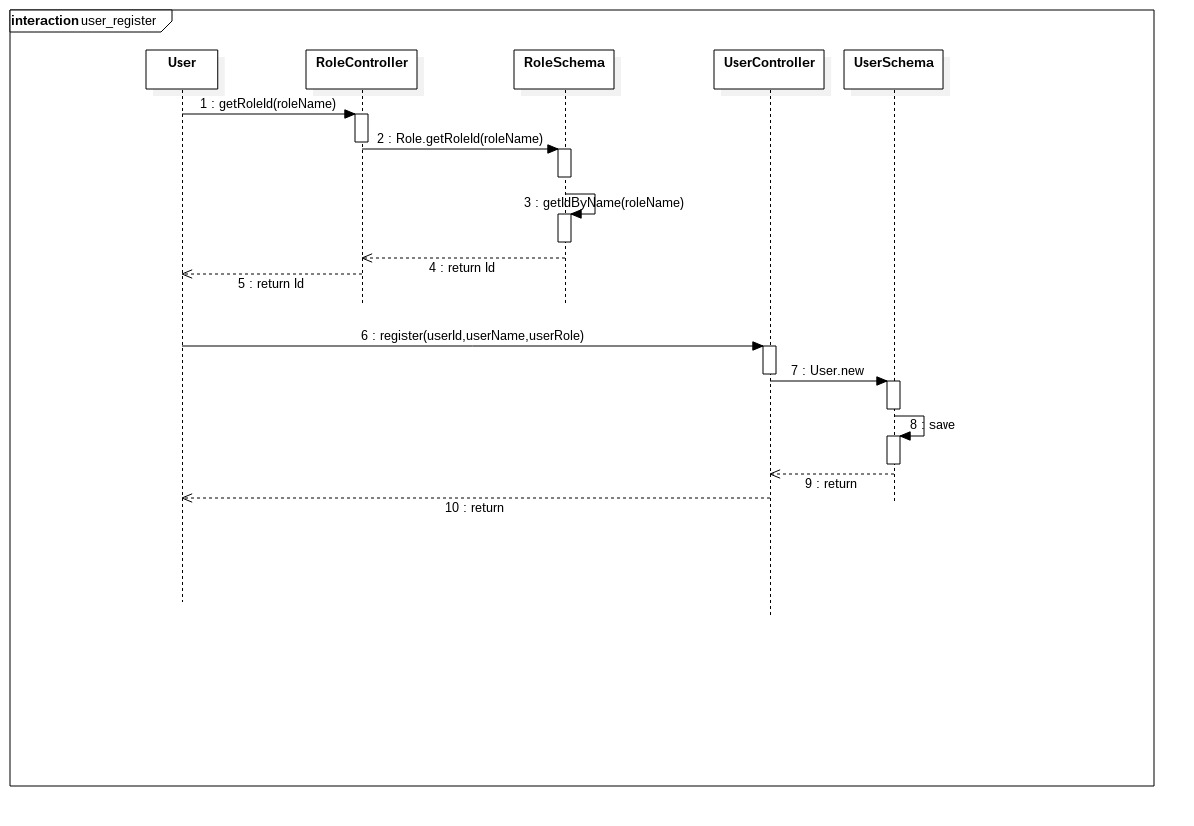 interaction user_register
User
RoleController
RoleSchema
UserController
UserSchema
1 : getRoleId(roleName)
2 : Role.getRoleId(roleName)
3 : getIdByName(roleName)
4 : return Id
5 : return Id
6 : register(userId,userName,userRole)
7 : User.new
8 : save
9 : return
10 : return